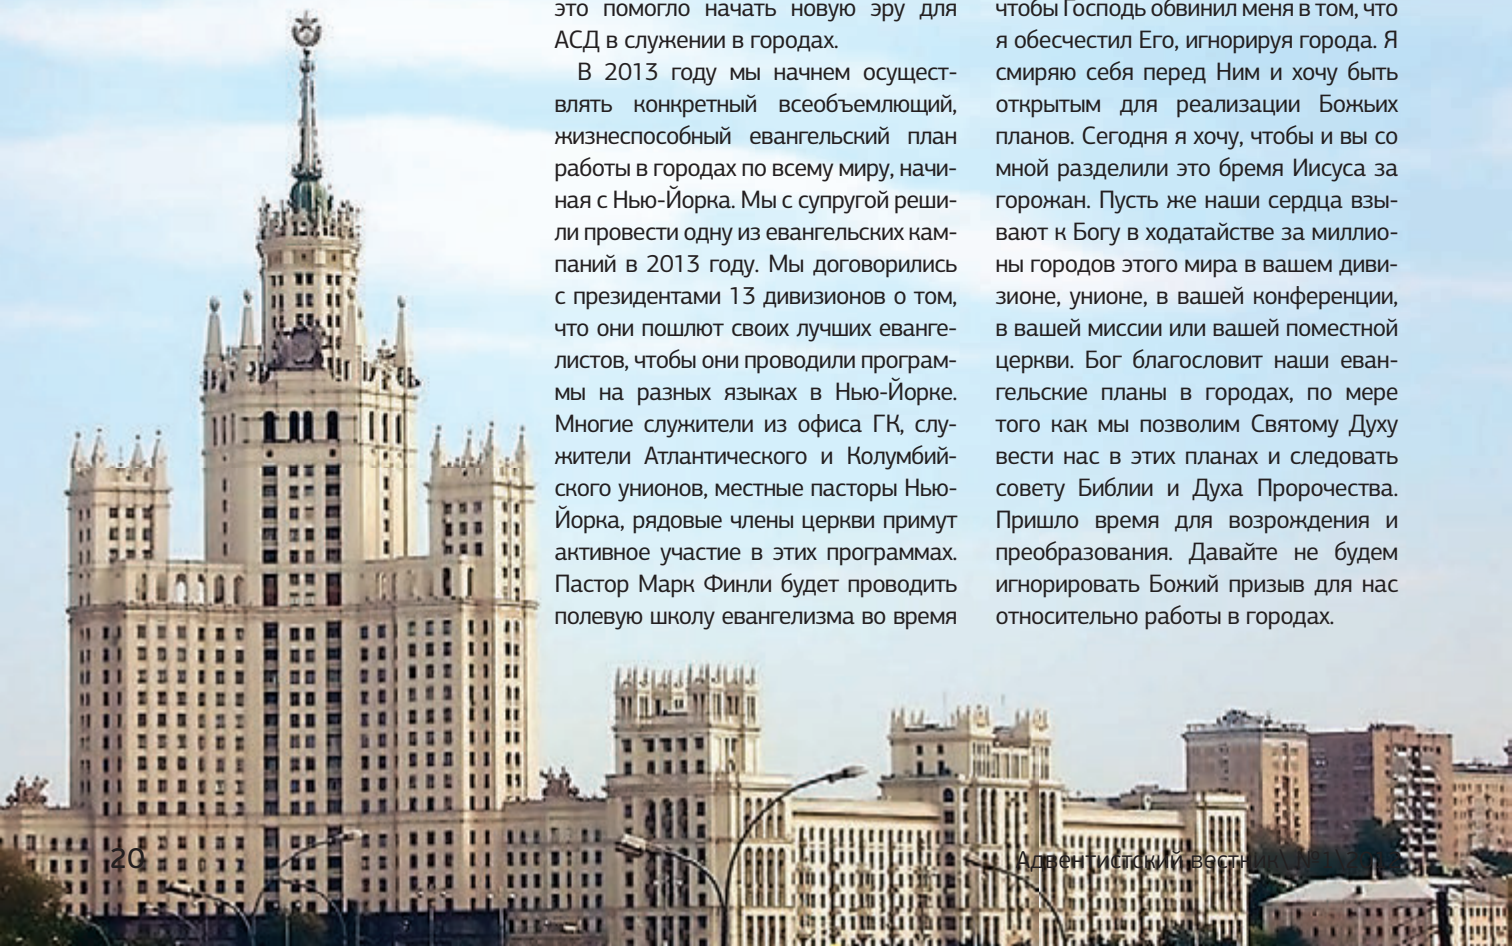 это помогло начать новую эру для
АСД в служении в городах.
В 2013 году мы начнем осущест-
влять конкретный всеобъемлющий,
жизнеспособный евангельский план
работы в городах по всему миру, начи-
ная с Нью-Йорка. Мы с супругой реши-
ли провести одну из евангельских кам-
паний в 2013 году. Мы договорились
с президентами 13 дивизионов о том,
что они пошлют своих лучших еванге-
листов, чтобы они проводили програм-
мы на разных языках в Нью-Йорке.
Многие служители из офиса ГК, слу-
жители Атлантического и Колумбий-
ского унионов, местные пасторы Нью-
Йорка, рядовые члены церкви примут
активное участие в этих программах.
Пастор Марк Финли будет проводить
полевую школу евангелизма во время
чтобы Господь обвинил меня в том, что
я обесчестил Его, игнорируя города. Я
смиряю себя перед Ним и хочу быть
открытым для реализации Божьих
планов. Сегодня я хочу, чтобы и вы со
мной разделили это бремя Иисуса за
горожан. Пусть же наши сердца взы-
вают к Богу в ходатайстве за миллио-
ны городов этого мира в вашем диви-
зионе, унионе, в вашей конференции,
в вашей миссии или вашей поместной
церкви. Бог благословит наши еван-
гельские планы в городах, по мере
того как мы позволим Святому Духу
вести нас в этих планах и следовать
совету Библии и Духа Пророчества.
Пришло время для возрождения и
преобразования. Давайте не будем
игнорировать Божий призыв для нас
относительно работы в городах.
20
Адвентистский вестник